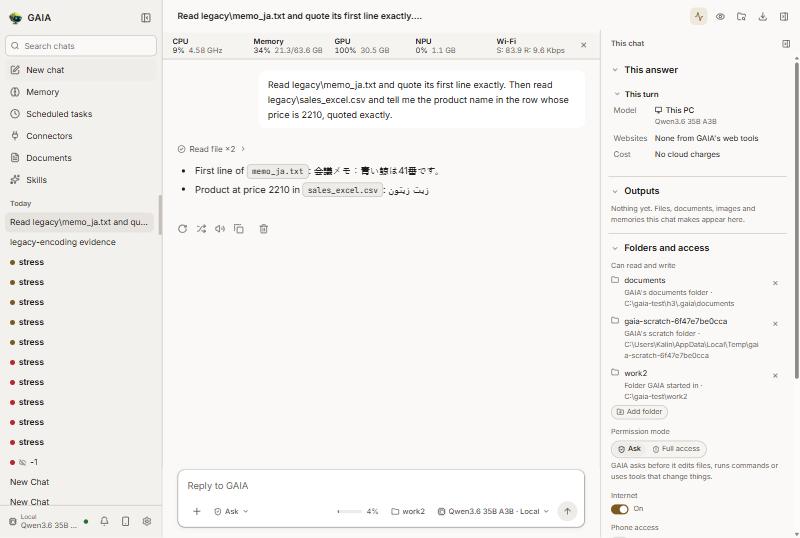 GAIA
Search chats
New chat
Memory
Scheduled tasks
Connectors
Documents
Skills
Today
Read legacy\memo_ja.txt and qu...
legacy-encoding evidence
stress
stress
stress
stress
stress
stress
stress
stress
stress
stress
-1
New Chat
New Chat
Local
Qwen3.6 35B ...
Read legacy\memo_ja.txt and quote its first line exactly....
CPU
9% 4.58 GHz
Memory
34% 21.3/63.6 GB
GPU
100% 30.5 GB
NPU
0% 1.1 GB
Wi-Fi
S: 83.9 R: 9.6 Kbps
Read legacy\memo_ja.txt and quote its first line exactly. Then read
legacy\sales_excel.csv and tell me the product name in the row whose
price is 2210, quoted exactly.
Read file ×2
First line of memo_ja.txt: 会議メモ：青い鯨は41番です。
Product at price 2210 in sales_excel.csv: زيت زيتون
Reply to GAIA
Ask
4%
work2
Qwen3.6 35B A3B · Local
This chat
This answer
This turn
Model This PC
Qwen3.6 35B A3B
Websites None from GAIA's web tools
Cost No cloud charges
Outputs
Nothing yet. Files, documents, images and
memories this chat makes appear here.
Folders and access
Can read and write
documents
GAIA's documents folder ·
C:\gaia-test\h3\.gaia\documents
gaia-scratch-6f47e7be0cca
GAIA's scratch folder ·
C:\Users\Kalin\AppData\Local\Temp\gai
a-scratch-6f47e7be0cca
work2
Folder GAIA started in ·
C:\gaia-test\work2
Add folder
Permission mode
Ask Full access
GAIA asks before it edits files, runs commands or
uses tools that change things.
Internet
On
Phone access